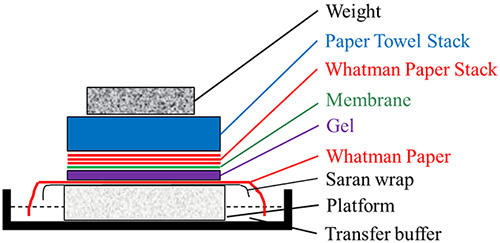 Weight
Paper Towel Stack
Whatman Paper Stack
Membrane
Gel
Whatman Paper
Saran wrap
Platform
Transfer buffer